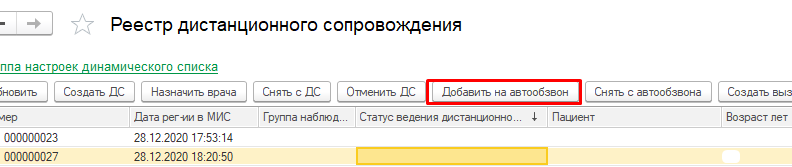 Реестр дистанционного сопровождения
ппа настроек динамического списка
бновить Создать ДС Назначить врача Снять с ДС Отменить ДС Добавить на автообзвон Снять с автообзвона Создать выз
мер Дата рег-ии в МИС Группа наблюд... Статус ведения дистанционно... ↓ Пациент Возраст лет
000000023 28.12.2020 17:53:14
000000027 28.12.2020 18:20:50